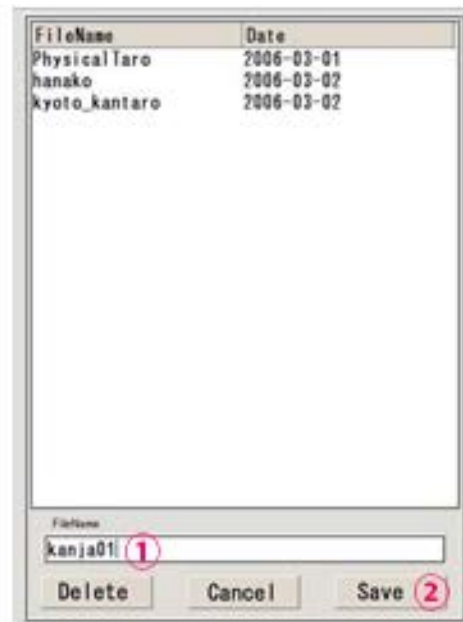 FileName Date
PhysicalTaro 2006-03-01
hanako 2006-03-02
kyoto_kantaro 2006-03-02
FileName
kanja01 ①
Delete Cancel Save ②